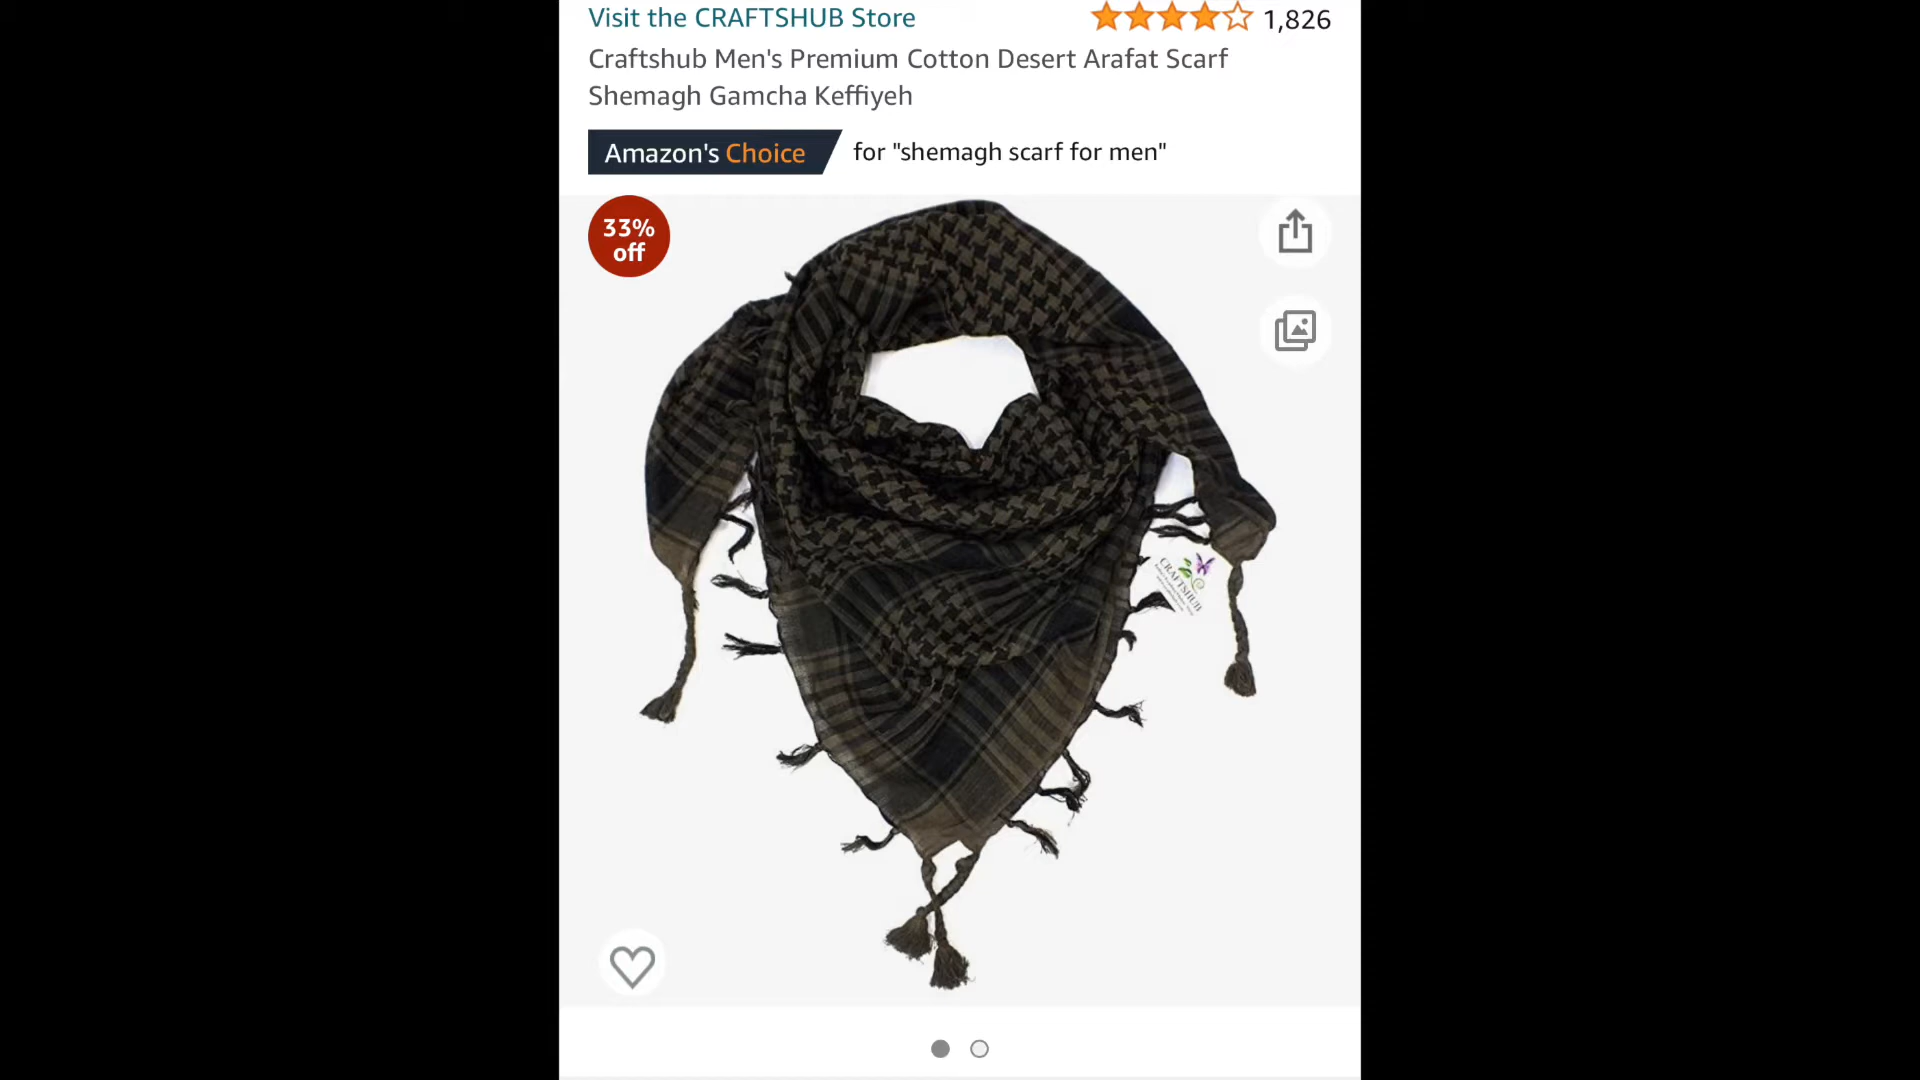 Visit the CRAFTSHUB Store
1,826
Craftshub Men's Premium Cotton Desert Arafat Scarf
Shemagh Gamcha Keffiyeh
Amazon's Choice for "shemagh scarf for men"
33%
off
CRAFTSHUB